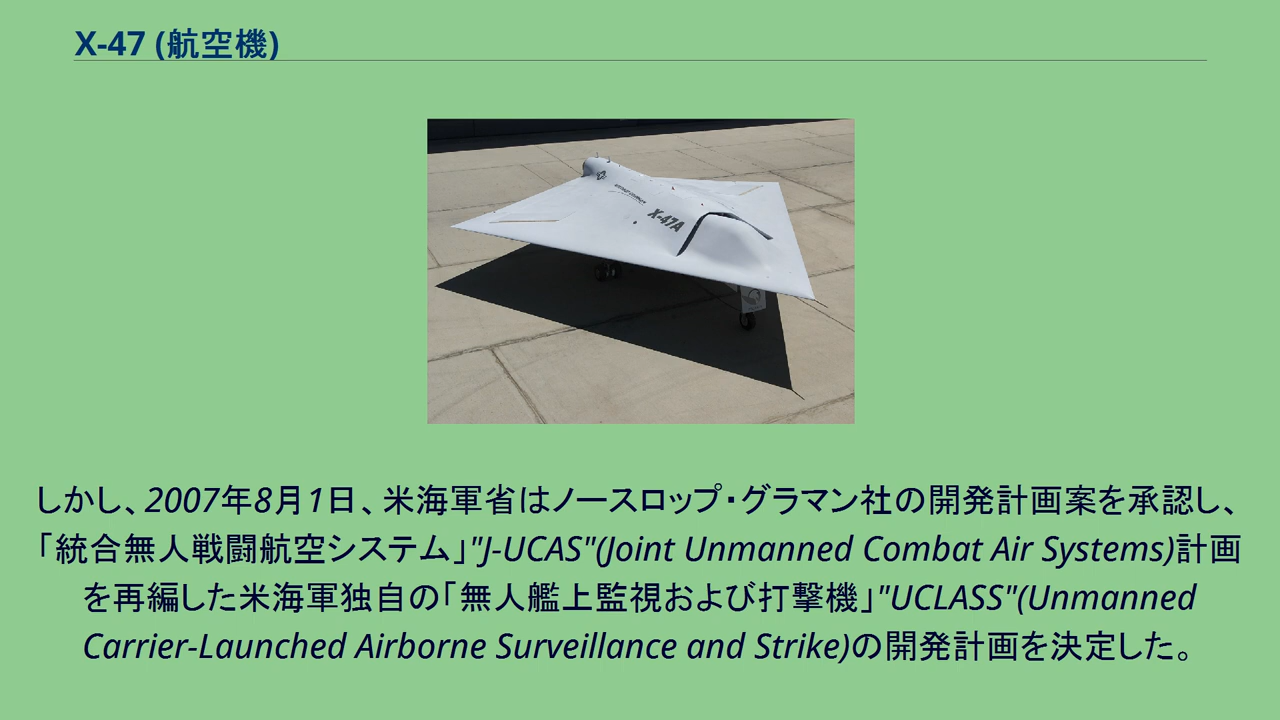 X-47 (航空機)
X-47A
しかし、2007年8月1日、米海軍省はノースロップ・グラマン社の開発計画案を承認し、
「統合無人戦闘航空システム」"J-UCAS"(Joint Unmanned Combat Air Systems)計画
を再編した米海軍独自の「無人艦上監視および打撃機」"UCLASS"(Unmanned
Carrier-Launched Airborne Surveillance and Strike)の開発計画を決定した。